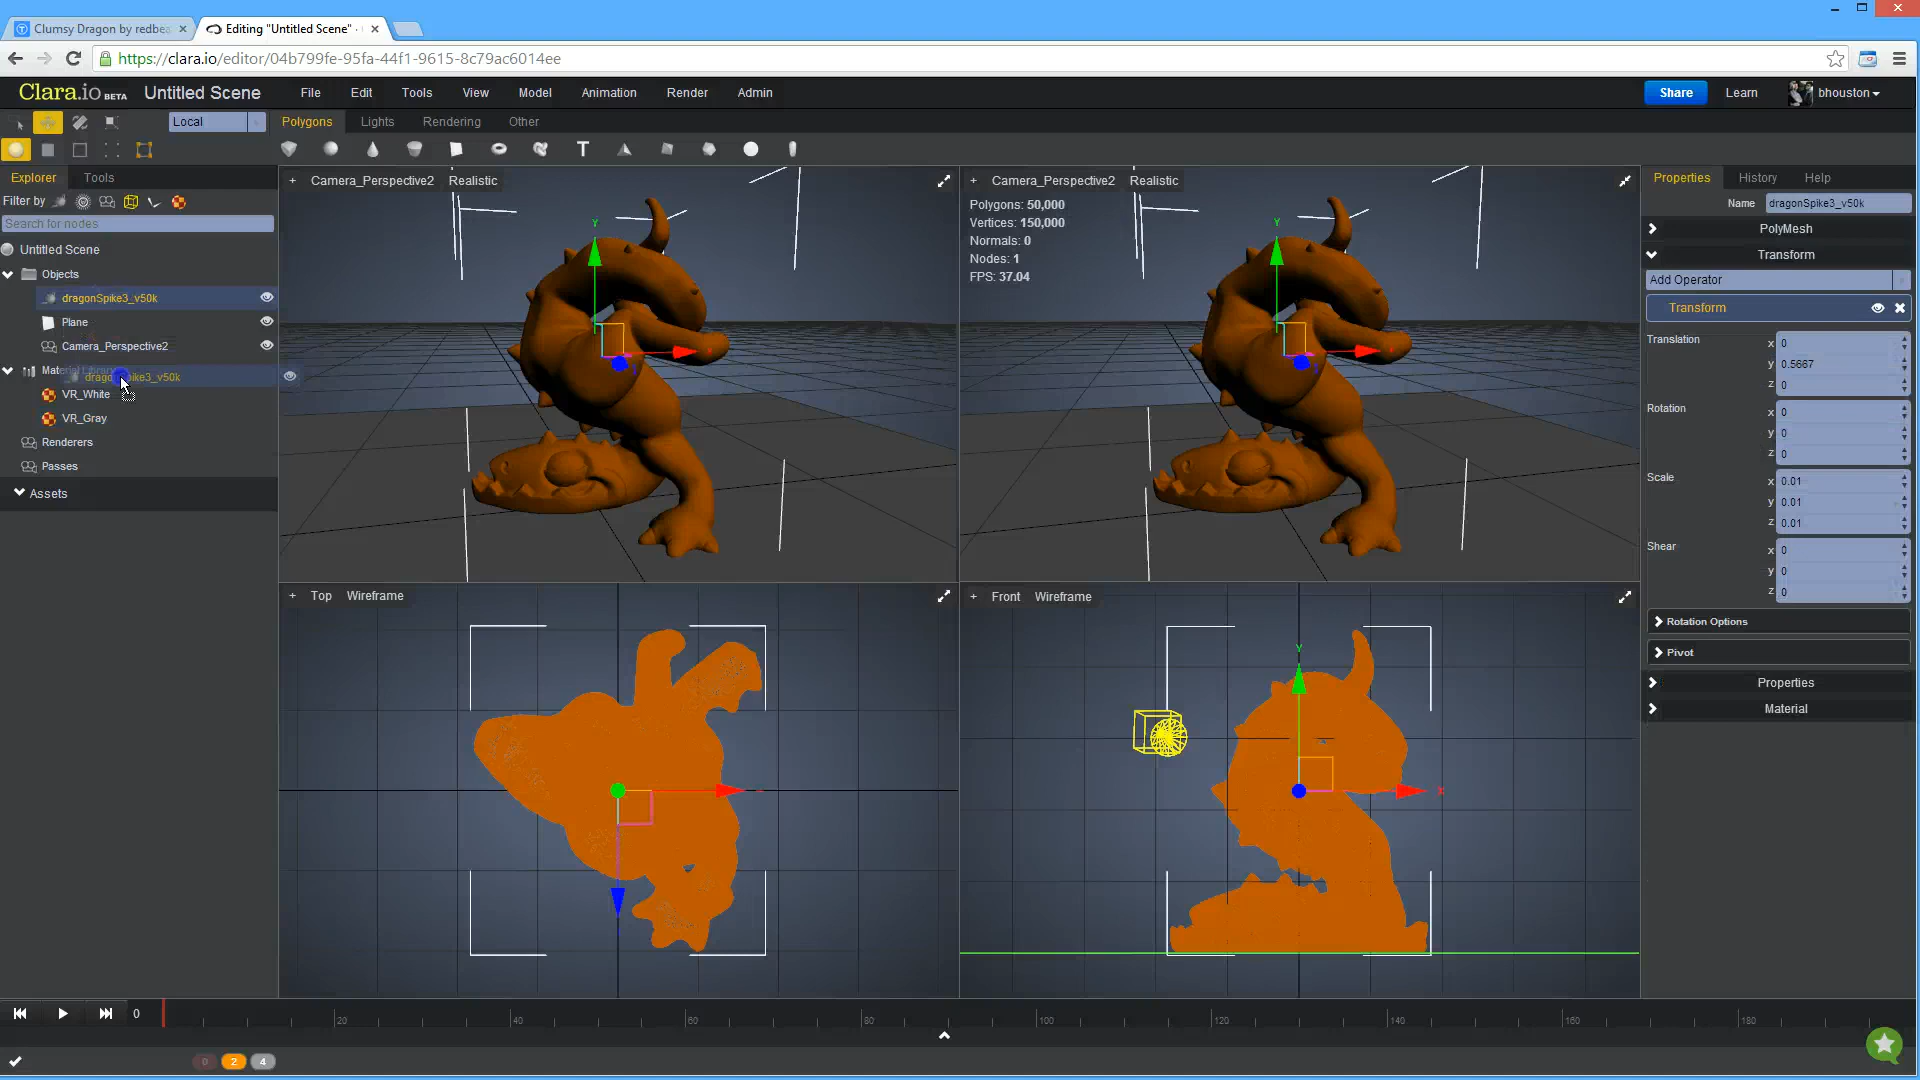 Clumsy Dragon by redbea
Editing "Untitled Scene" -
https://clara.io/editor/04b799fe-95fa-44f1-9615-8c79ac6014ee
Clara.io BETA Untitled Scene File Edit Tools View Model Animation Render Admin Share Learn bhouston
Local Polygons Lights Rendering Other
T
Explorer Tools
Filter by
Search for nodes
Untitled Scene
Objects
dragonSpike3_v50k
Plane
Camera_Perspective2
dragonSpike3_v50k
VR_White
VR_Gray
Renderers
Passes
Assets
+ Camera_Perspective2 Realistic
Y
+ Camera_Perspective2 Realistic
Polygons: 50,000
Vertices: 150,000
Normals: 0
Nodes: 1
FPS: 37.04
Y
+ Top Wireframe
+ Front Wireframe
Y
x
Properties History Help
Name dragonSpike3_v50k
PolyMesh
Transform
Add Operator
Transform
Translation x 0
y 0.5667
z 0
Rotation x 0
y 0
z 0
Scale x 0.01
y 0.01
z 0.01
Shear x 0
y 0
z 0
Rotation Options
Pivot
Properties
Material
0 20 40 60 80 100 120 140 160 180
0 2 4